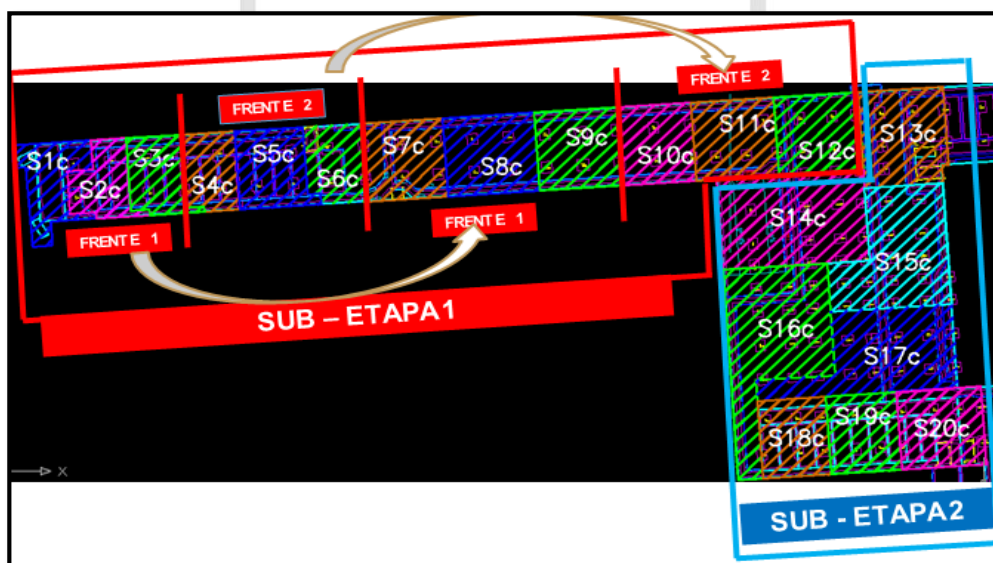 FRENTE 2
FRENTE 2
S1c
S2c
S3c
S4c
S5c
S6c
S7c
S8c
S9c
S10c
S11c
S12c
S13c
FRENTE 1
FRENTE 1
SUB – ETAPA1
S14c
S15c
S16c
S17c
S18c
S19c
S20c
X
SUB - ETAPA2